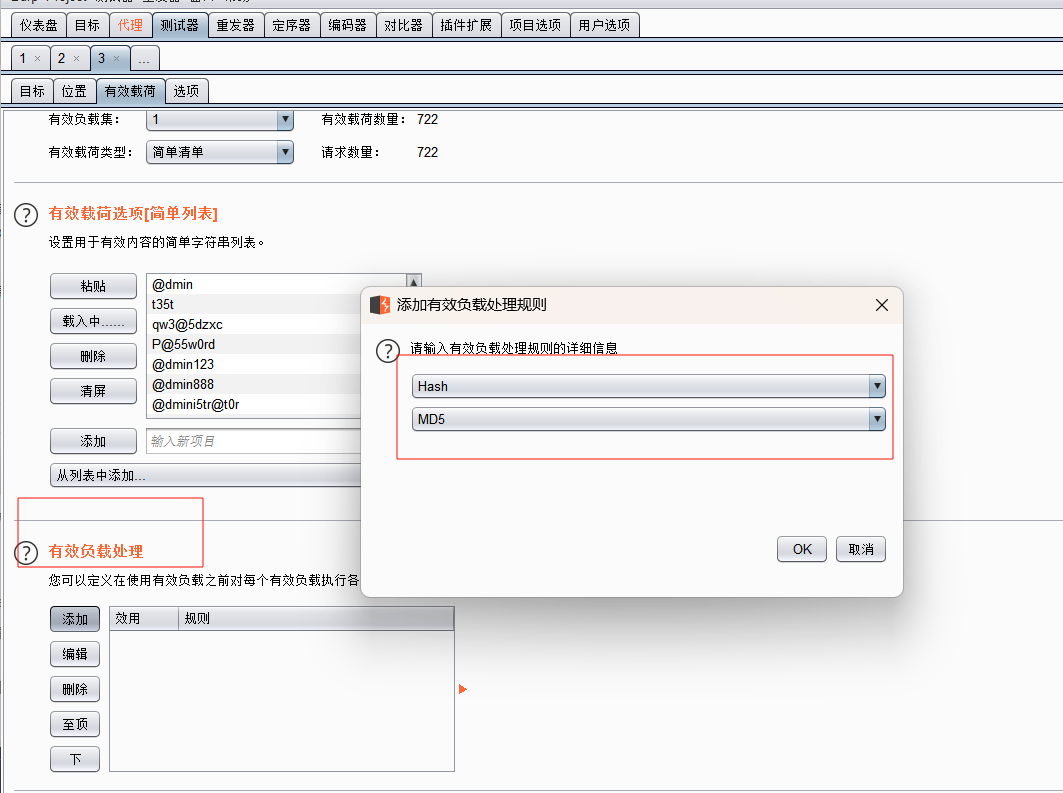 仪表盘 目标 代理 测试器 重发器 定序器 编码器 对比器 插件扩展 项目选项 用户选项
1 × 2 × 3 × ...
目标 位置 有效载荷 选项
有效负载集： 1 有效载荷数量： 722
有效载荷类型： 简单清单 请求数量： 722
? 有效载荷选项[简单列表]
设置用于有效内容的简单字符串列表。
粘贴
载入中......
删除
清屏
@dmin
t35t
qw3@5dzxc
P@55w0rd
@dmin123
@dmin888
@dmini5tr@t0r
添加 输入新项目
从列表中添加...
? 有效负载处理
您可以定义在使用有效负载之前对每个有效负载执行各
添加
编辑
删除
至顶
下
效用 规则
添加有效负载处理规则
? 请输入有效负载处理规则的详细信息
Hash
MD5
OK 取消